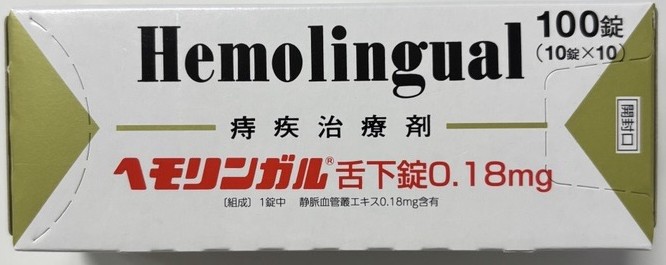 Hemolingual
100錠
(10錠×10)
痔疾治療剤
開封口
ヘモリンガル®舌下錠0.18mg
〔組成〕1錠中 静脈血管叢エキス0.18mg含有